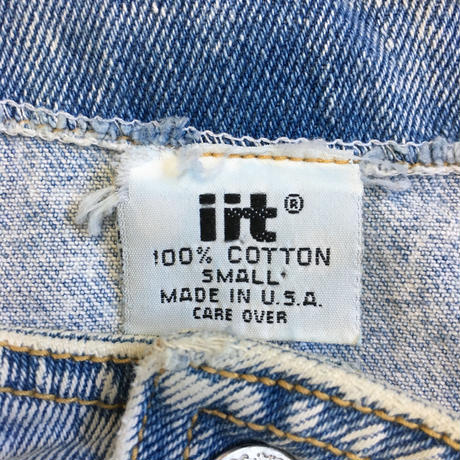 iit®
100% COTTON
SMALL
MADE IN U.S.A.
CARE OVER